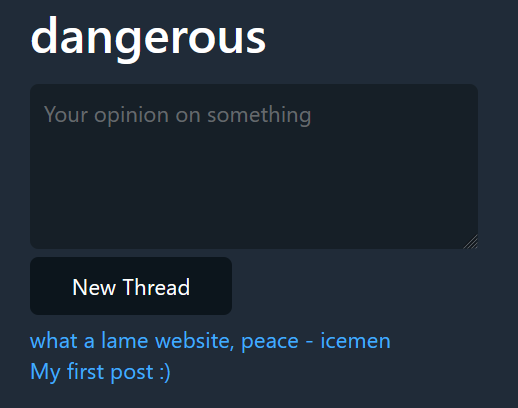 dangerous
Your opinion on something
New Thread
what a lame website, peace - icemen
My first post :)